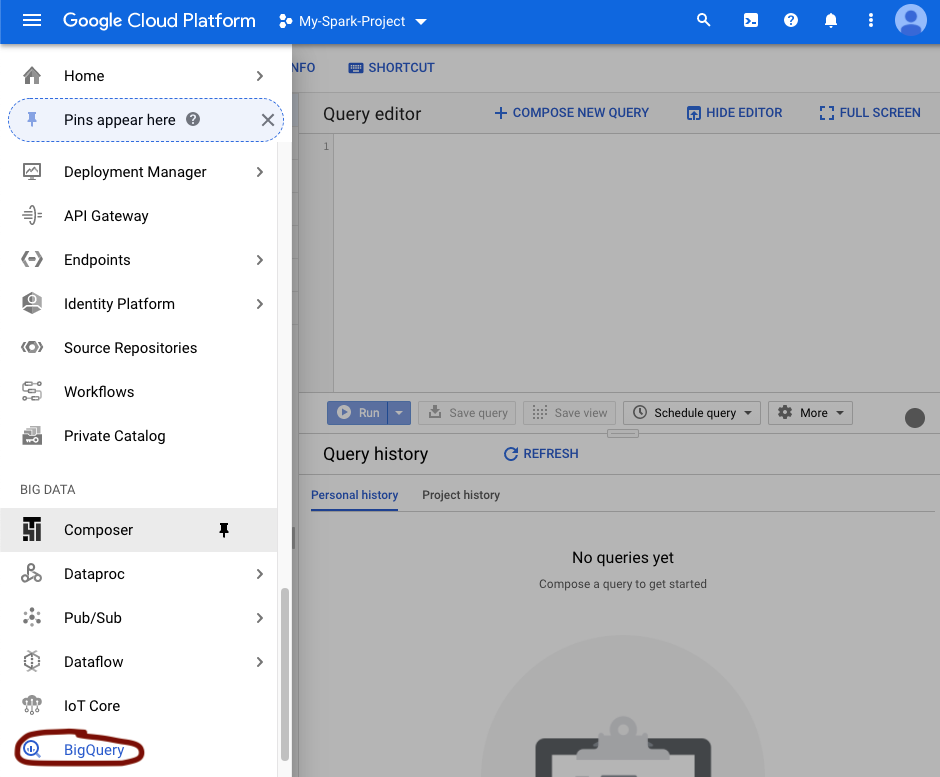 Google Cloud Platform My-Spark-Project
Home
Pins appear here
Deployment Manager
API Gateway
Endpoints
Identity Platform
Source Repositories
Workflows
Private Catalog
BIG DATA
Composer
Dataproc
Pub/Sub
Dataflow
IoT Core
BigQuery
SHORTCUT
Query editor COMPOSE NEW QUERY HIDE EDITOR FULL SCREEN
1
Run Save query Save view Schedule query More
Query history REFRESH
Personal history Project history
No queries yet
Compose a query to get started